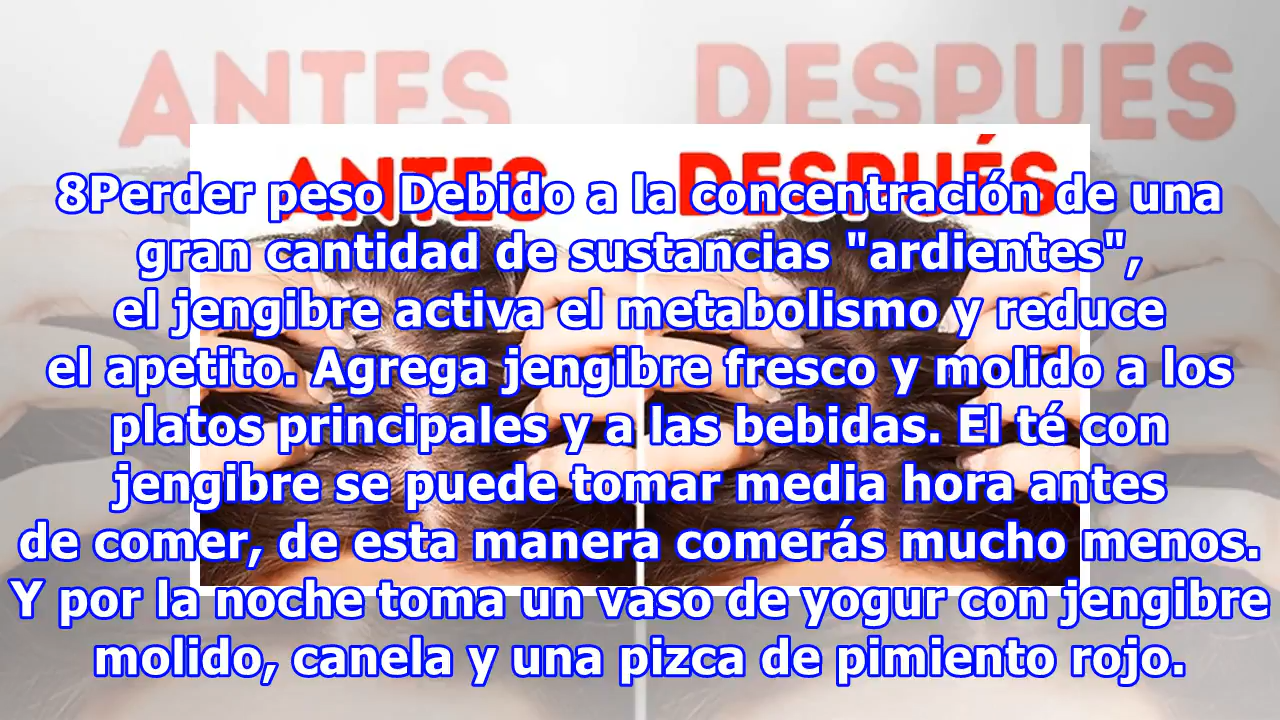 ANTES DESPUÉS
ANTES DESPUÉS
8Perder peso Debido a la concentración de una
gran cantidad de sustancias "ardientes",
el jengibre activa el metabolismo y reduce
el apetito. Agrega jengibre fresco y molido a los
platos principales y a las bebidas. El té con
jengibre se puede tomar media hora antes
de comer, de esta manera comerás mucho menos.
Y por la noche toma un vaso de yogur con jengibre
molido, canela y una pizca de pimiento rojo.